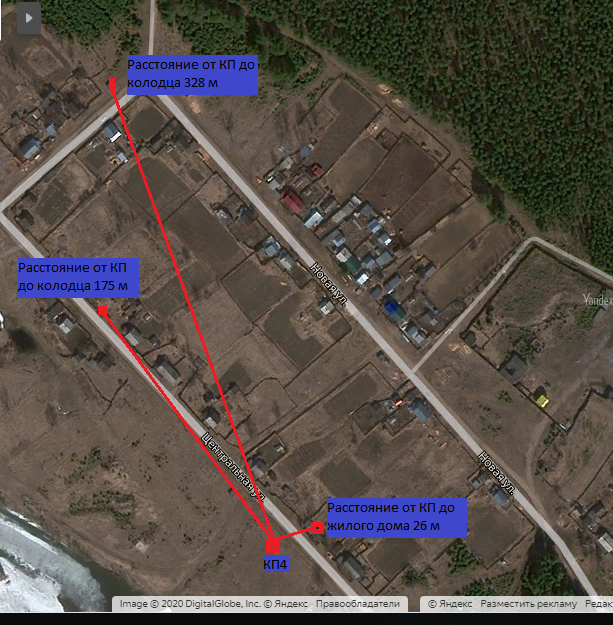 Расстояние от КП до
колодца 328 м
Расстояние от КП
до колодца 175 м
Новая ул.
Yandex
Центральная ул.
Новая ул.
Расстояние от КП до
жилого дома 26 м
КП4
Image © 2020 DigitalGlobe, Inc. © Яндекс Правообладатели
© Яндекс Разместить рекламу Редак